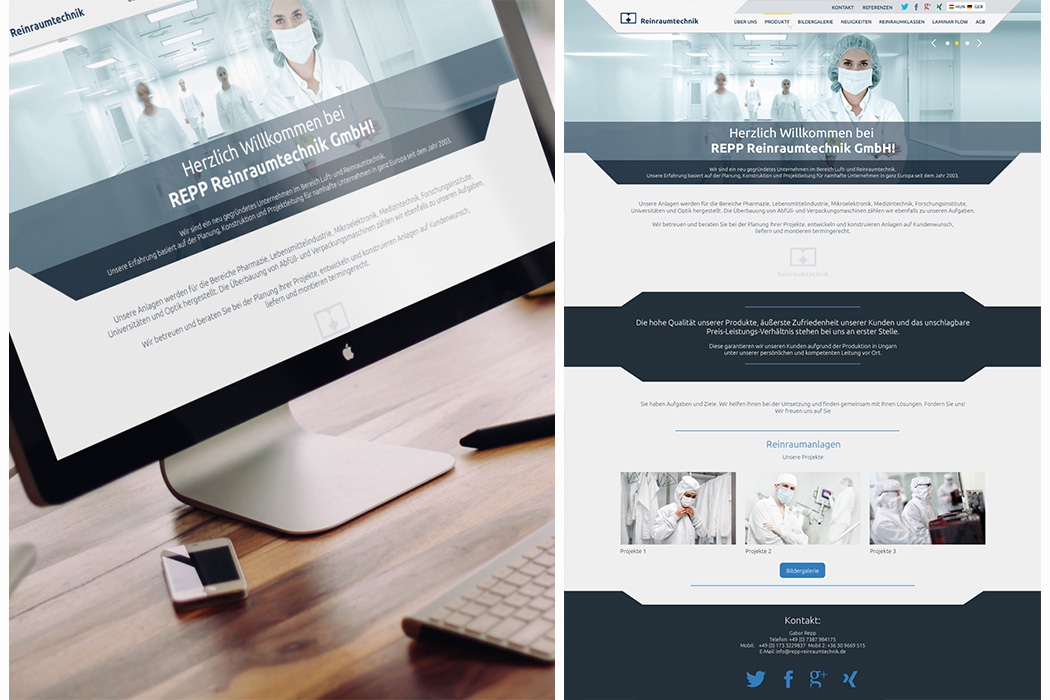 Reinraumtechnik
Herzlich Willkommen bei
REPP Reinraumtechnik GmbH!
Wir sind ein neu gegründetes Unternehmen im Bereich Luft- und Reinraumtechnik.
Unsere Erfahrung basiert auf der Planung, Konstruktion und Projektleitung für namhafte Unternehmen in ganz Europa seit dem Jahr 2003.
Unsere Anlagen werden für die Bereiche Pharmazie, Lebensmittelindustrie, Mikroelektronik, Medizintechnik, Forschungsinstitute,
Universitäten und Optik hergestellt. Die Überbauung von Abfüll- und Verpackungsmaschinen zählen wir ebenfalls zu unseren Aufgaben.
Wir betreuen und beraten Sie bei der Planung Ihrer Projekte, entwickeln und konstruieren Anlagen auf Kundenwunsch,
liefern und montieren termingerecht.
KONTAKT REFERENZEN HUN GER
Reinraumtechnik
ÜBER UNS PRODUKTE BILDERGALERIE NEUIGKEITEN REINRAUMKLASSEN LAMINAR FLOW AGB
Herzlich Willkommen bei
REPP Reinraumtechnik GmbH!
Wir sind ein neu gegründetes Unternehmen im Bereich Luft- und Reinraumtechnik.
Unsere Erfahrung basiert auf der Planung, Konstruktion und Projektleitung für namhafte Unternehmen in ganz Europa seit dem Jahr 2003.
Unsere Anlagen werden für die Bereiche Pharmazie, Lebensmittelindustrie, Mikroelektronik, Medizintechnik, Forschungsinstitute,
Universitäten und Optik hergestellt. Die Überbauung von Abfüll- und Verpackungsmaschinen zählen wir ebenfalls zu unseren Aufgaben.
Wir betreuen und beraten Sie bei der Planung Ihrer Projekte, entwickeln und konstruieren Anlagen auf Kundenwunsch,
liefern und montieren termingerecht.
Reinraumtechnik
Die hohe Qualität unserer Produkte, äußerste Zufriedenheit unserer Kunden und das unschlagbare
Preis-Leistungs-Verhältnis stehen bei uns an erster Stelle.
Diese garantieren wir unseren Kunden aufgrund der Produktion in Ungarn
unter unserer persönlichen und kompetenten Leitung vor Ort.
Sie haben Aufgaben und Ziele. Wir helfen Ihnen bei der Umsetzung und finden gemeinsam mit Ihnen Lösungen. Fordern Sie uns!
Wir freuen uns auf Sie
Reinraumanlagen
Unsere Projekte
Projekte 1 Projekte 2 Projekte 3
Bildergalerie
Kontakt:
Gabor Repp
Telefon: +49 (0) 7387 984175
Mobil: +49 (0) 173 3229837 Mobil 2: +36 30 9669 515
E-Mail: info@repp-reinraumtechnik.de